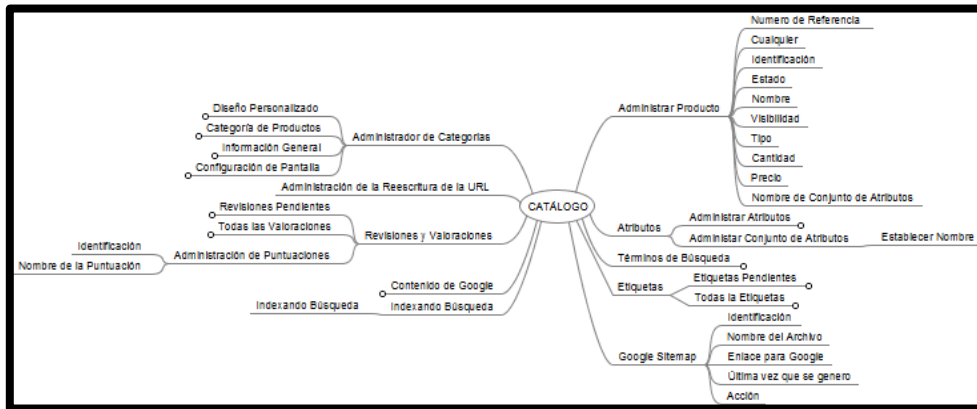 Numero de Referencia
Cualquier
Identificación
Estado
Nombre
Visibilidad
Tipo
Cantidad
Precio
Nombre de Conjunto de Atributos
Administrar Producto
Diseño Personalizado
Categoría de Productos
Información General
Configuración de Pantalla
Administrador de Categorías
Administración de la Reescritura de la URL
CATÁLOGO
Revisiones Pendientes
Todas las Valoraciones
Revisiones y Valoraciones
Identificación
Nombre de la Puntuación
Administración de Puntuaciones
Contenido de Google
Indexando Búsqueda
Indexando Búsqueda
Atributos
Administrar Atributos
Administar Conjunto de Atributos
Establecer Nombre
Términos de Búsqueda
Etiquetas
Etiquetas Pendientes
Todas la Etiquetas
Google Sitemap
Identificación
Nombre del Archivo
Enlace para Google
Última vez que se genero
Acción